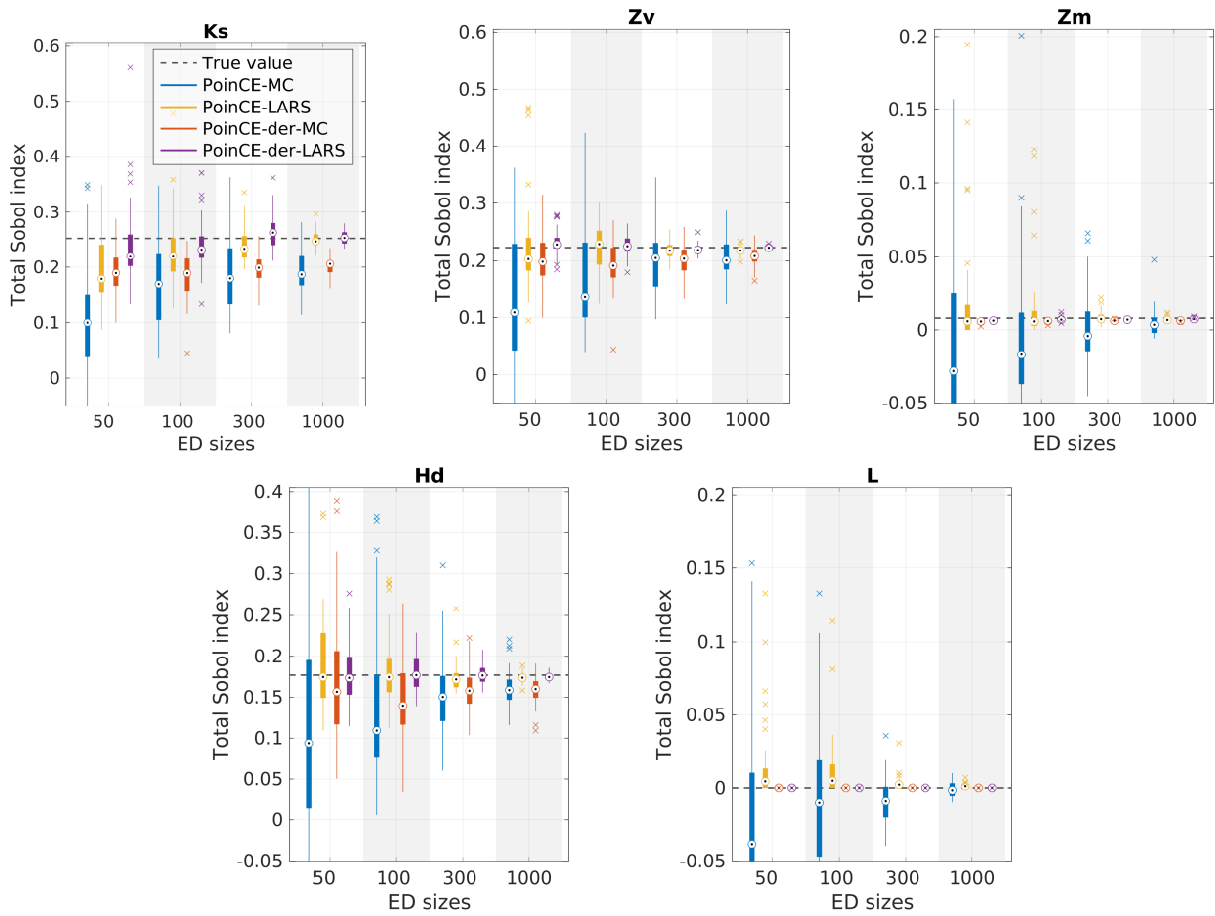 Ks
Total Sobol index
0.6
0.5
0.4
0.3
0.2
0.1
0
True value
PoinCE-MC
PoinCE-LARS
PoinCE-der-MC
PoinCE-der-LARS
50 100 300 1000
ED sizes
Zv
Total Sobol index
0.6
0.5
0.4
0.3
0.2
0.1
0
50 100 300 1000
ED sizes
Zm
Total Sobol index
0.2
0.15
0.1
0.05
0
-0.05
50 100 300 1000
ED sizes
Hd
Total Sobol index
0.4
0.35
0.3
0.25
0.2
0.15
0.1
0.05
0
-0.05
50 100 300 1000
ED sizes
L
Total Sobol index
0.2
0.15
0.1
0.05
0
-0.05
50 100 300 1000
ED sizes